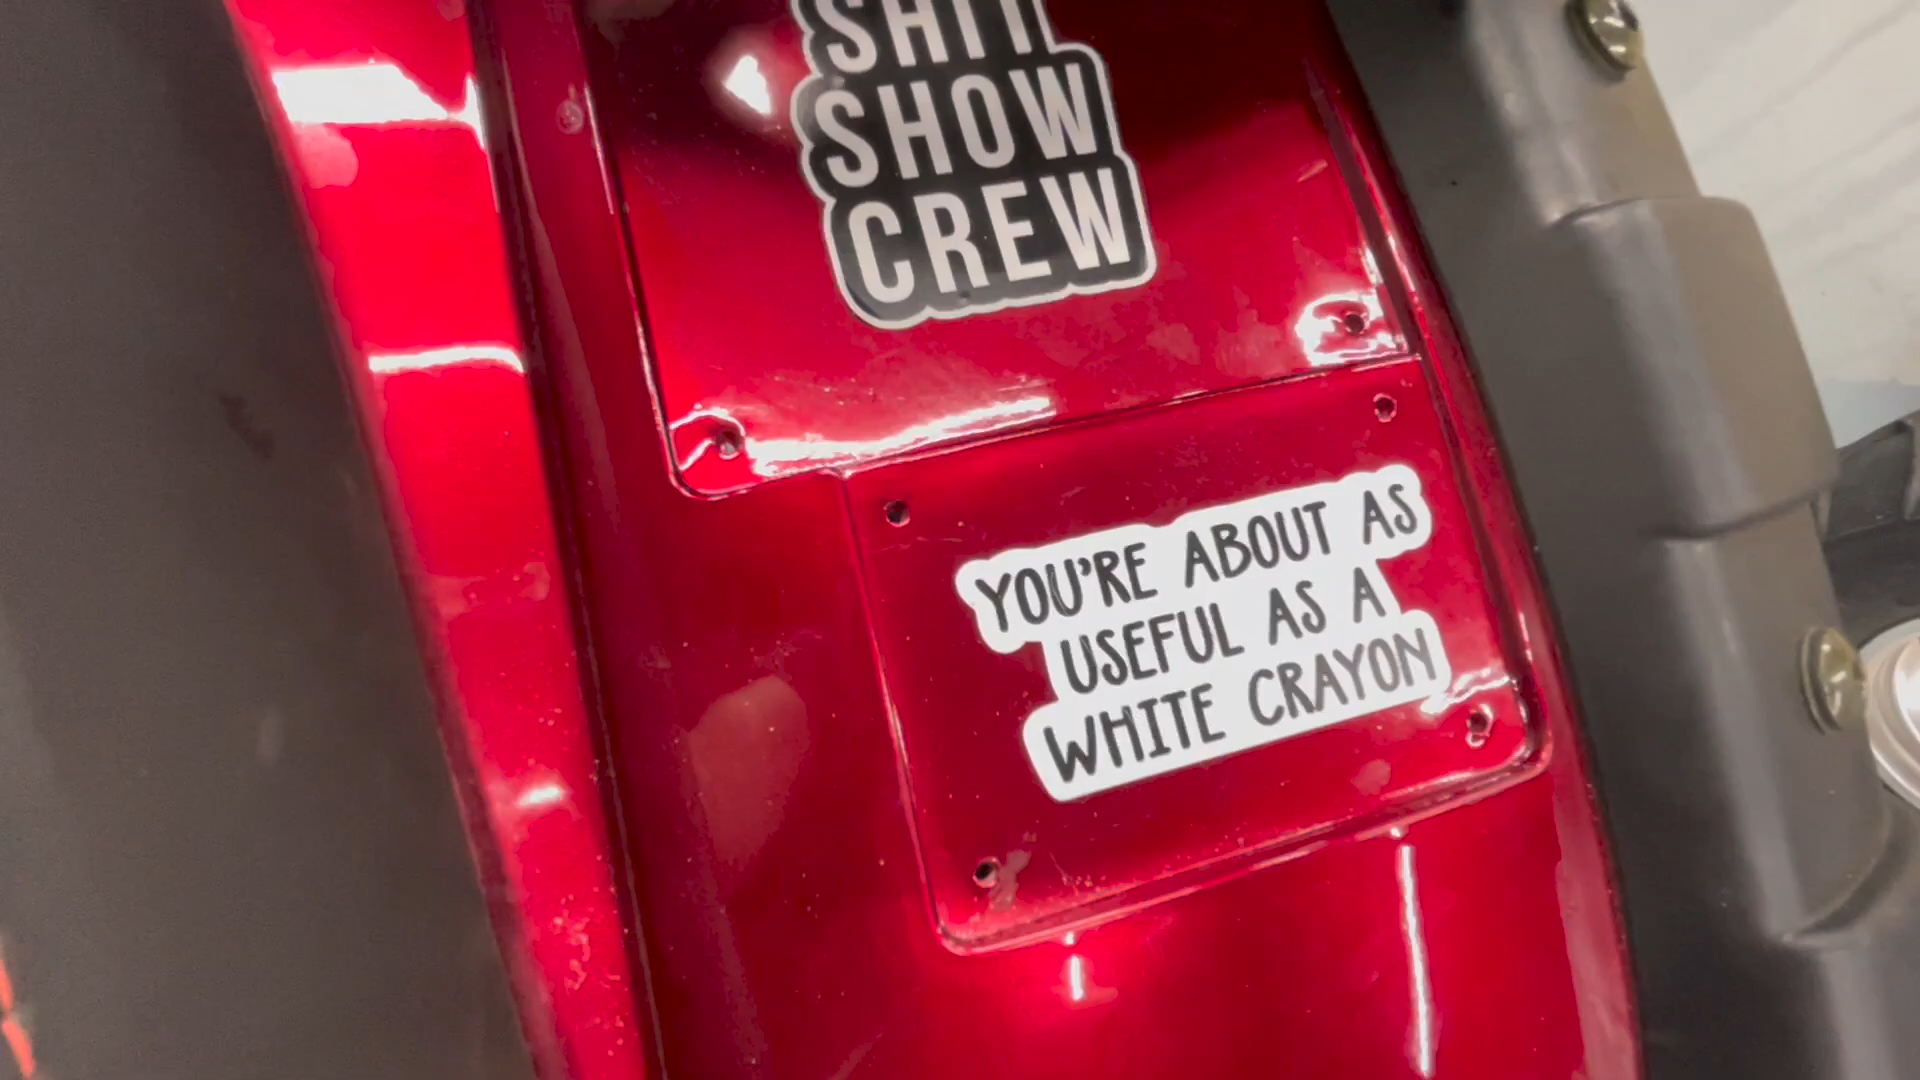 SHIT
SHOW
CREW
YOU'RE ABOUT AS
USEFUL AS A
WHITE CRAYON